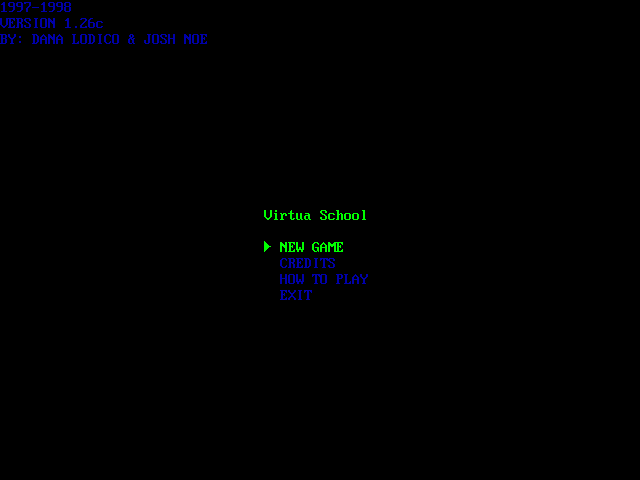 1997-1998
VERSION 1.26c
BY: DANA LODICO & JOSH NOE
Virtua School
NEW GAME
CREDITS
HOW TO PLAY
EXIT